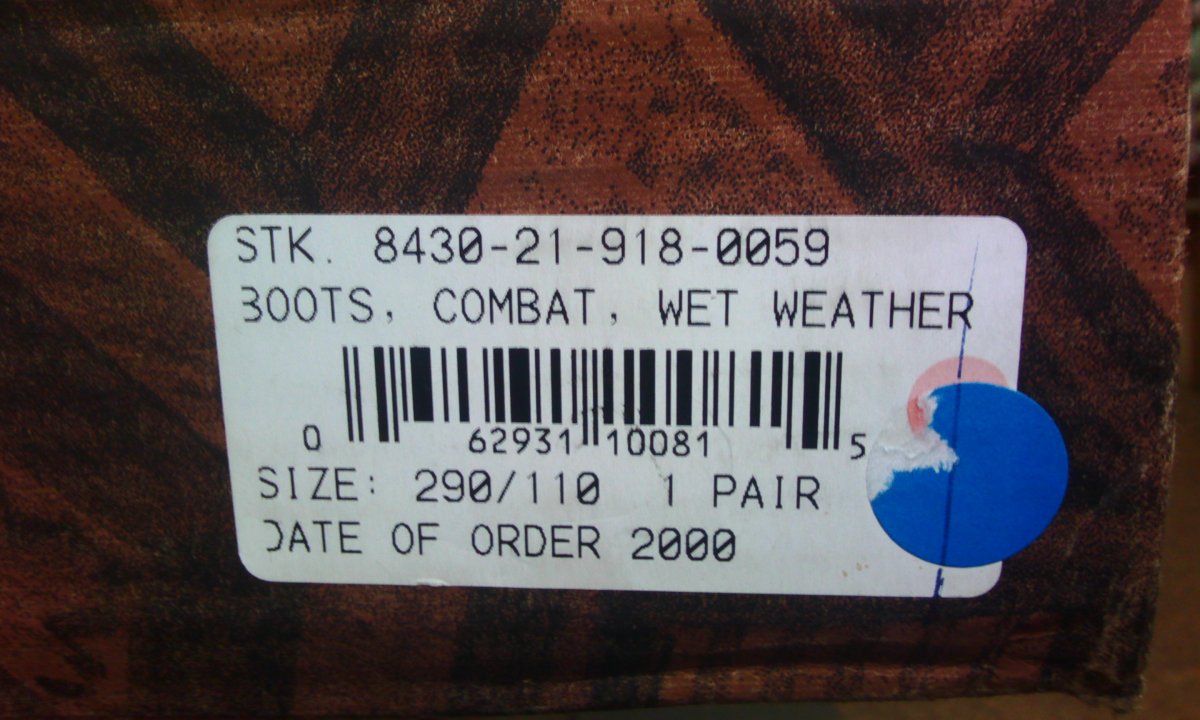 STK. 8430-21-918-0059
BOOTS, COMBAT, WET WEATHER
0 62931 10081 5
SIZE: 290/110 1 PAIR
DATE OF ORDER 2000